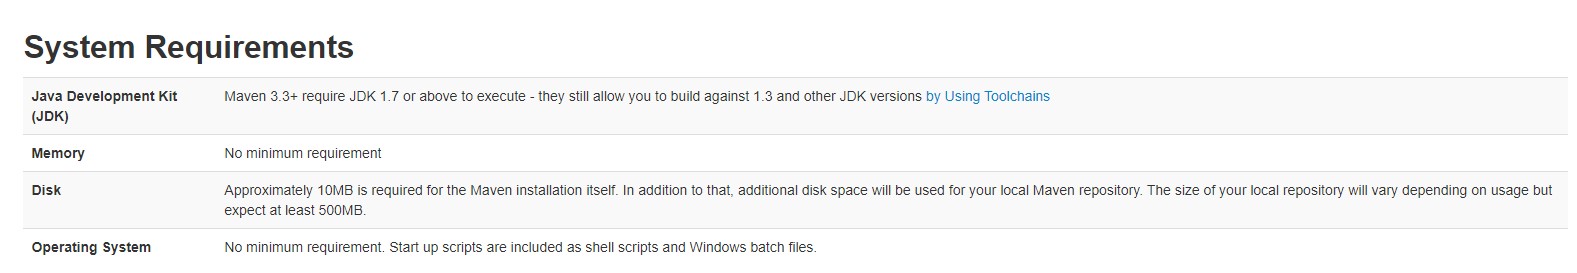 System Requirements
Java Development Kit
(JDK)
Maven 3.3+ require JDK 1.7 or above to execute - they still allow you to build against 1.3 and other JDK versions by Using Toolchains
Memory
No minimum requirement
Disk
Approximately 10MB is required for the Maven installation itself. In addition to that, additional disk space will be used for your local Maven repository. The size of your local repository will vary depending on usage but
expect at least 500MB.
Operating System
No minimum requirement. Start up scripts are included as shell scripts and Windows batch files.